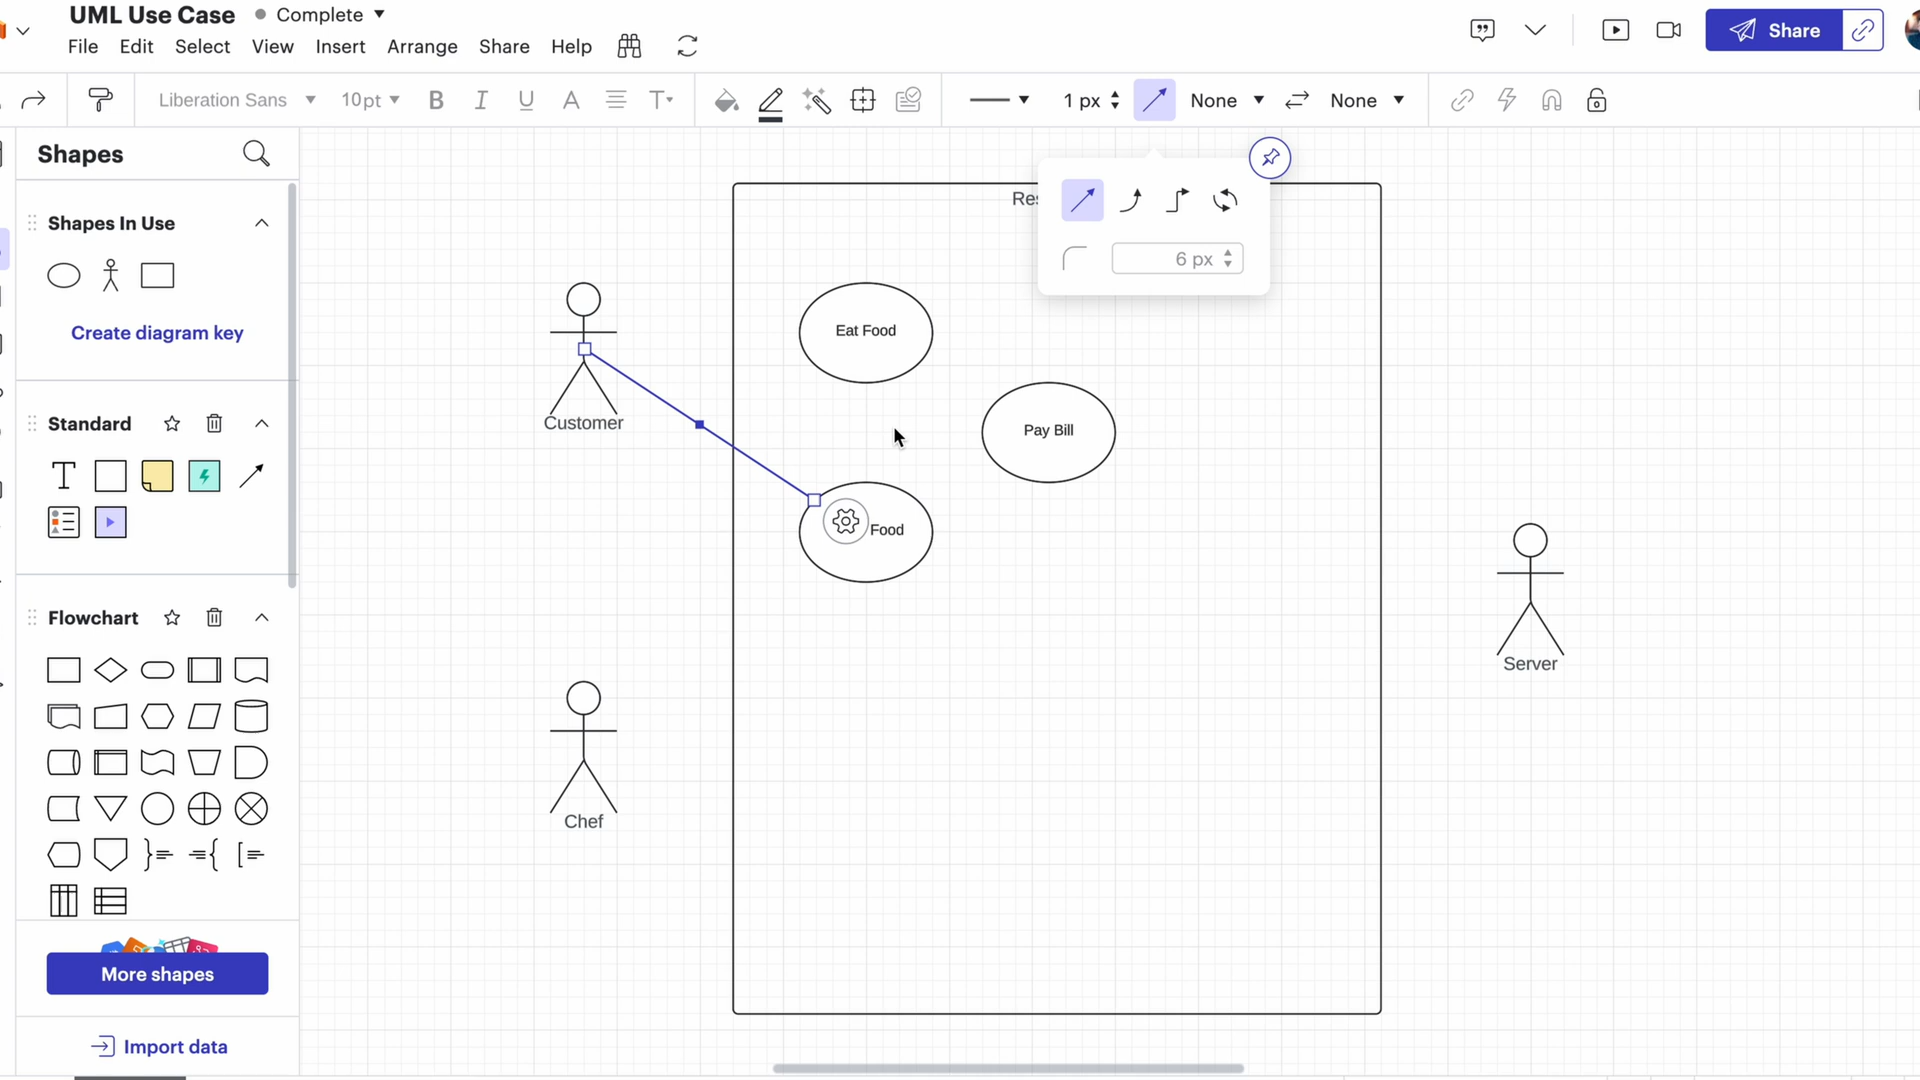 UML Use Case
Complete
File Edit Select View Insert Arrange Share Help
Share
Liberation Sans
10pt
B I U A T
1 px
None
None
Shapes
Shapes In Use
Create diagram key
Standard
T
Flowchart
More shapes
Import data
6 px
Res
Eat Food
Pay Bill
Food
Customer
Chef
Server